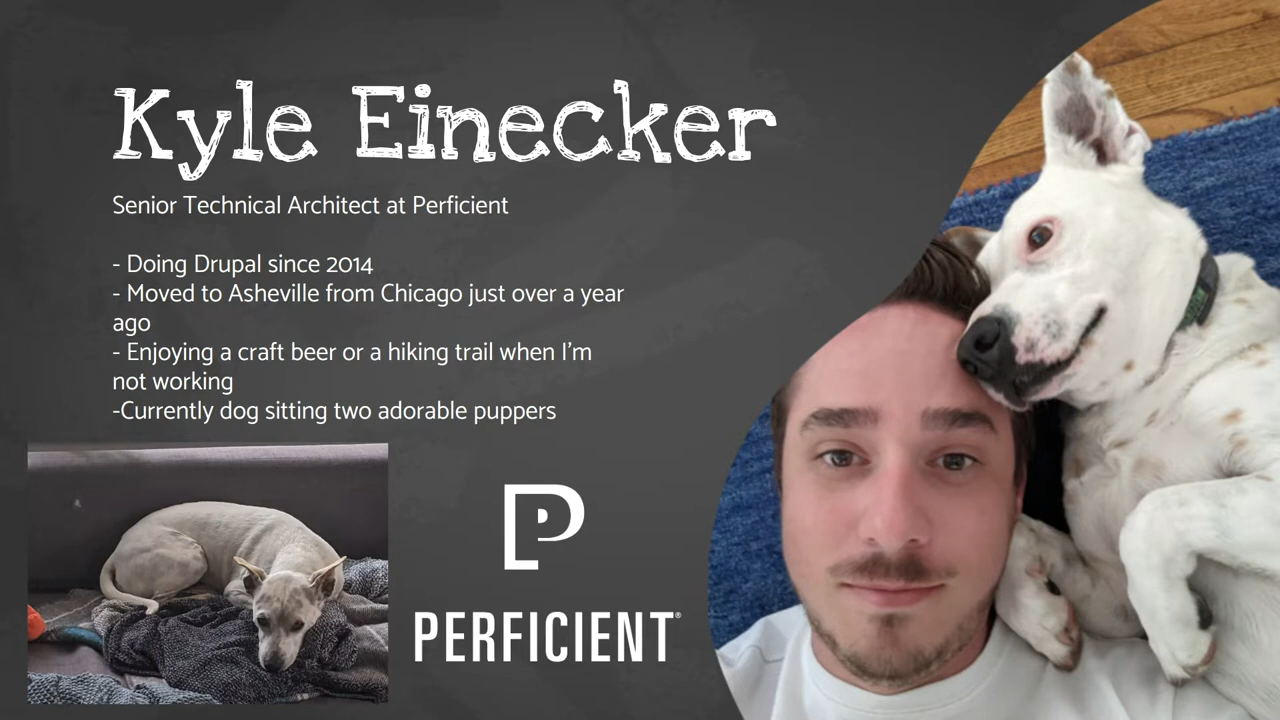 Kyle Einecker
Senior Technical Architect at Perficient
- Doing Drupal since 2014
- Moved to Asheville from Chicago just over a year
ago
- Enjoying a craft beer or a hiking trail when I'm
not working
-Currently dog sitting two adorable puppers
PERFICIENT®